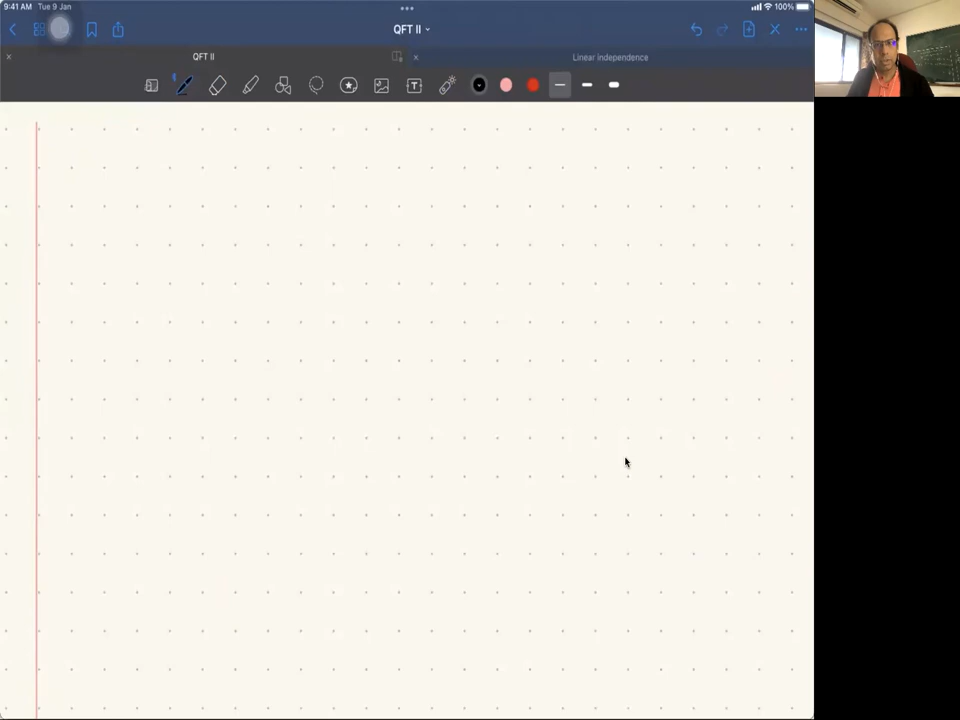 9:41 AM Tue 9 Jan
100%
QFT II
QFT II
Linear independence